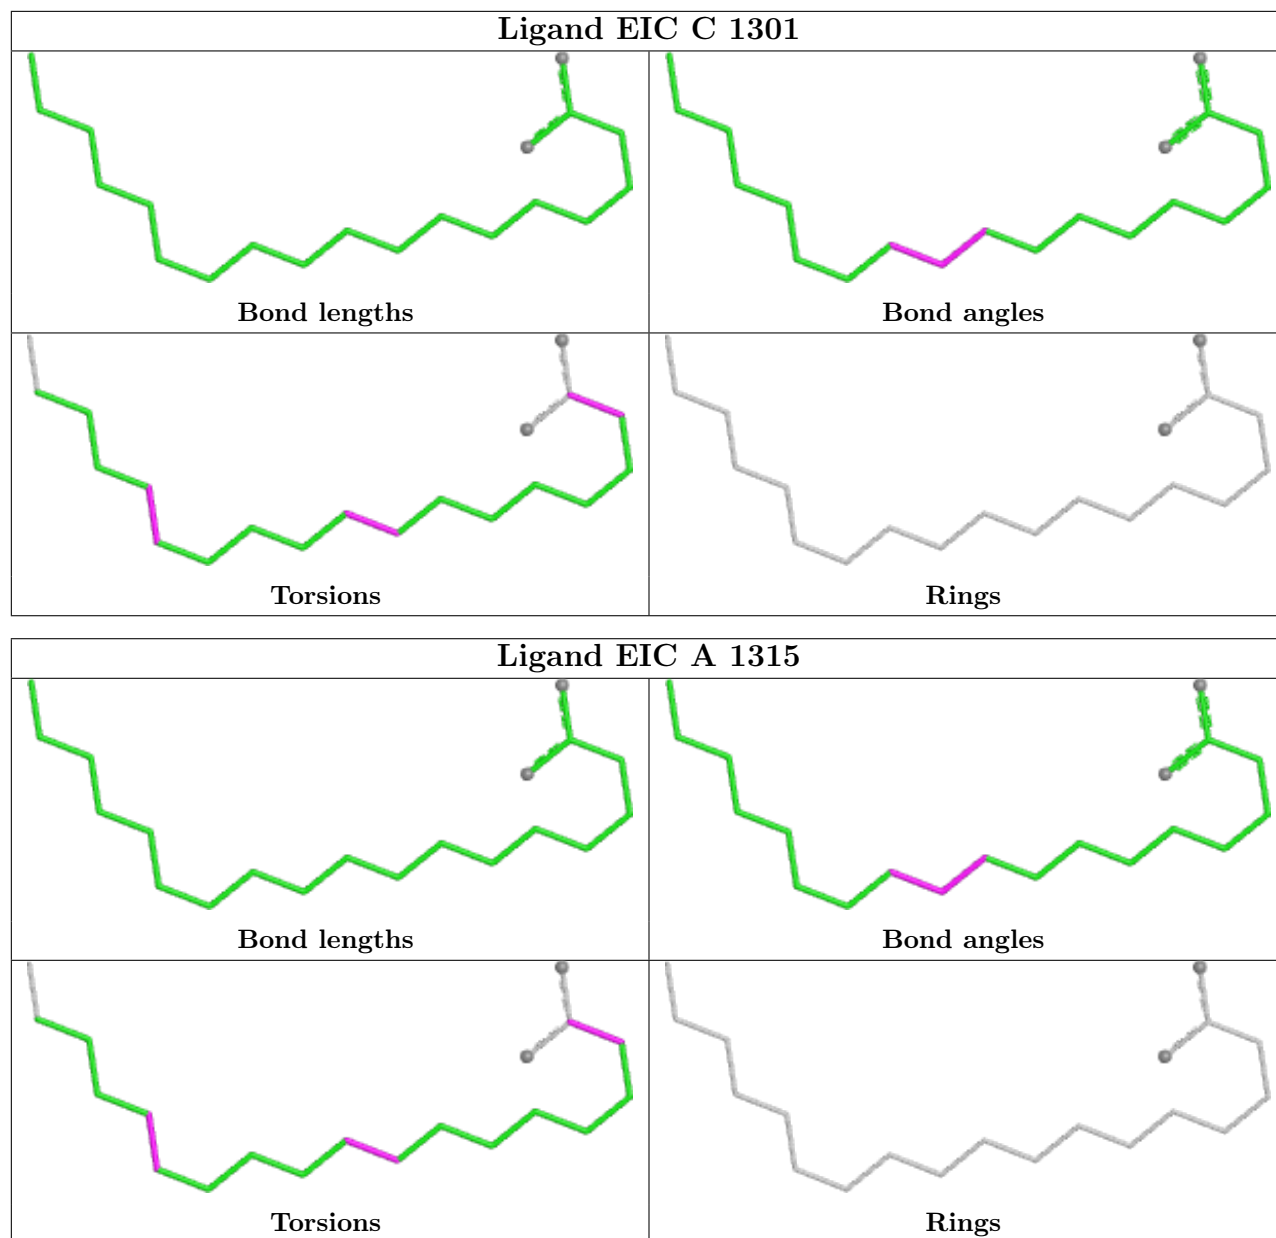 Ligand EIC C 1301
Bond lengths
Bond angles
Torsions
Rings
Ligand EIC A 1315
Bond lengths
Bond angles
Torsions
Rings